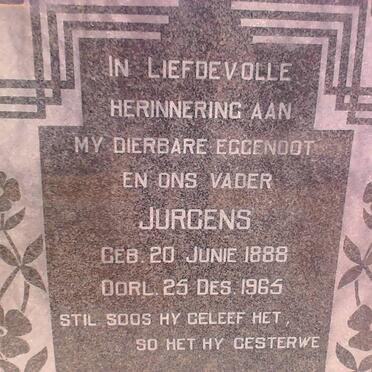 IN LIEFDEVOLLE
HERINNERING AAN
MY DIERBARE EGGENOOT
EN ONS VADER
JURGENS
GEB. 20 JUNIE 1888
OORL. 25 DES. 1965
STIL SOOS HY GELEEF HET,
SO HET HY GESTERWE